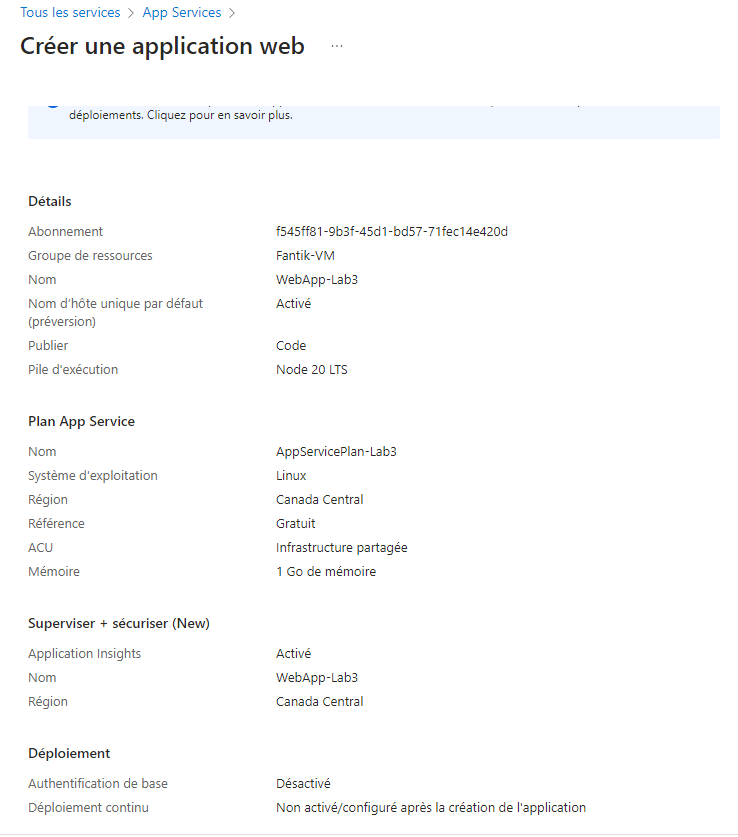 Tous les services > App Services >
Créer une application web ...
déploiements. Cliquez pour en savoir plus.
Détails
Abonnement f545ff81-9b3f-45d1-bd57-71fec14e420d
Groupe de ressources Fantik-VM
Nom WebApp-Lab3
Nom d'hôte unique par défaut Activé
(préversion)
Publier Code
Pile d'exécution Node 20 LTS
Plan App Service
Nom AppServicePlan-Lab3
Système d'exploitation Linux
Région Canada Central
Référence Gratuit
ACU Infrastructure partagée
Mémoire 1 Go de mémoire
Superviser + sécuriser (New)
Application Insights Activé
Nom WebApp-Lab3
Région Canada Central
Déploiement
Authentification de base Désactivé
Déploiement continu Non activé/configuré après la création de l'application